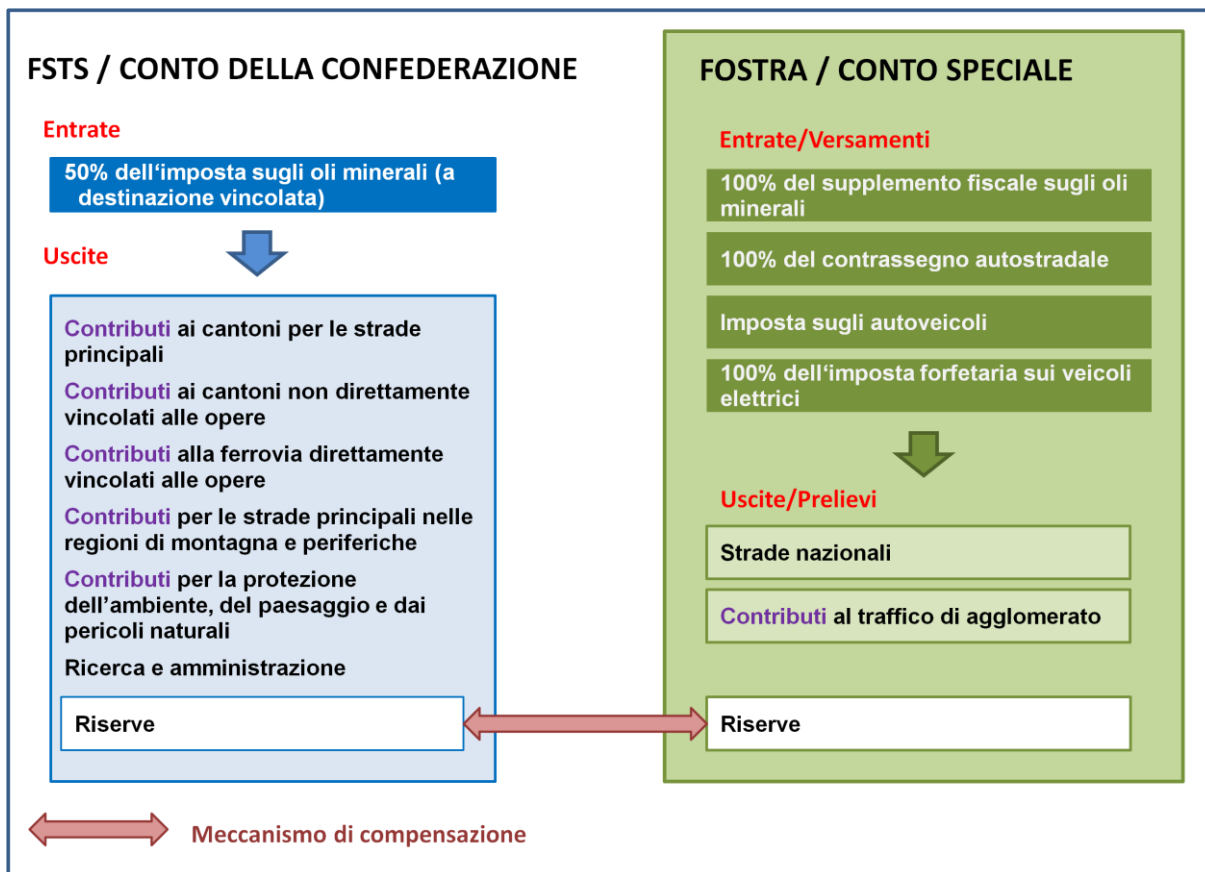 FSTS / CONTO DELLA CONFEDERAZIONE
Entrate
50% dell‘imposta sugli oli minerali (a
destinazione vincolata)
Uscite
Contributi ai cantoni per le strade
principali
Contributi ai cantoni non direttamente
vincolati alle opere
Contributi alla ferrovia direttamente
vincolati alle opere
Contributi per le strade principali nelle
regioni di montagna e periferiche
Contributi per la protezione
dell’ambiente, del paesaggio e dai
pericoli naturali
Ricerca e amministrazione
Riserve
FOSTRA / CONTO SPECIALE
Entrate/Versamenti
100% del supplemento fiscale sugli oli
minerali
100% del contrassegno autostradale
Imposta sugli autoveicoli
100% dell‘imposta forfetaria sui veicoli
elettrici
Uscite/Prelievi
Strade nazionali
Contributi al traffico di agglomerato
Riserve
Meccanismo di compensazione